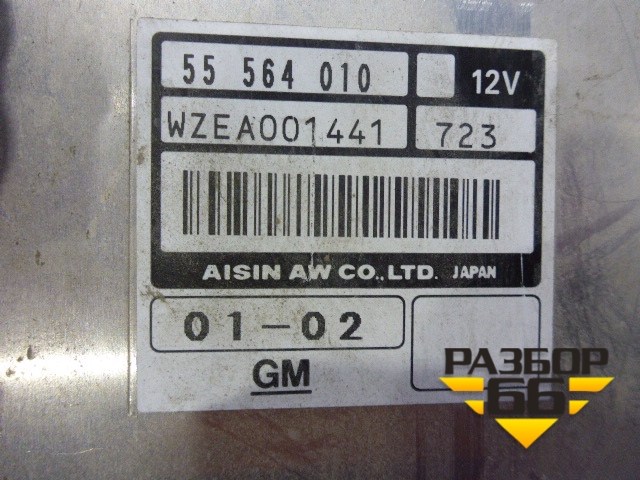 55 564 010 12V
WZEA001441 723
AISIN AW CO.,LTD. JAPAN
01-02
GM
РАЗБОР
66